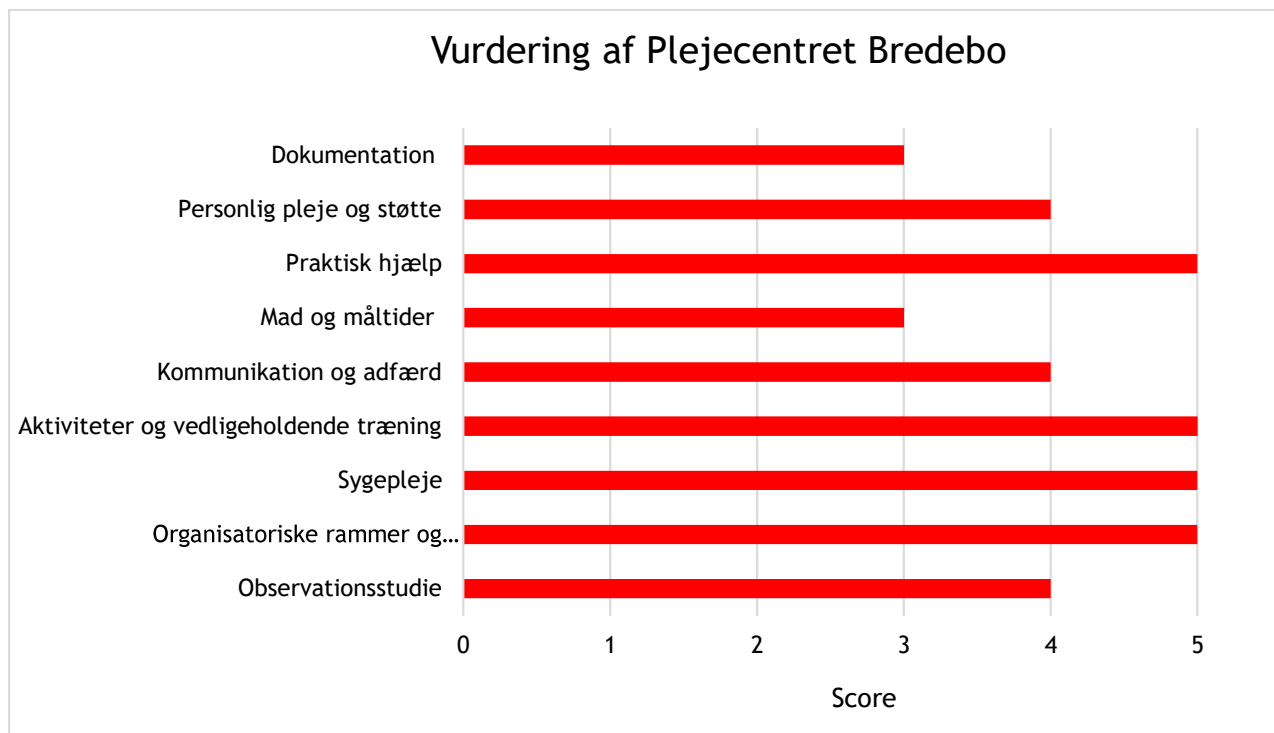 Vurdering af Plejecentret Bredebo
Dokumentation
Personlig pleje og støtte
Praktisk hjælp
Mad og måltider
Kommunikation og adfærd
Aktiviteter og vedligeholdende træning
Sygepleje
Organisatoriske rammer og…
Observationsstudie
0 1 2 3 4 5
Score